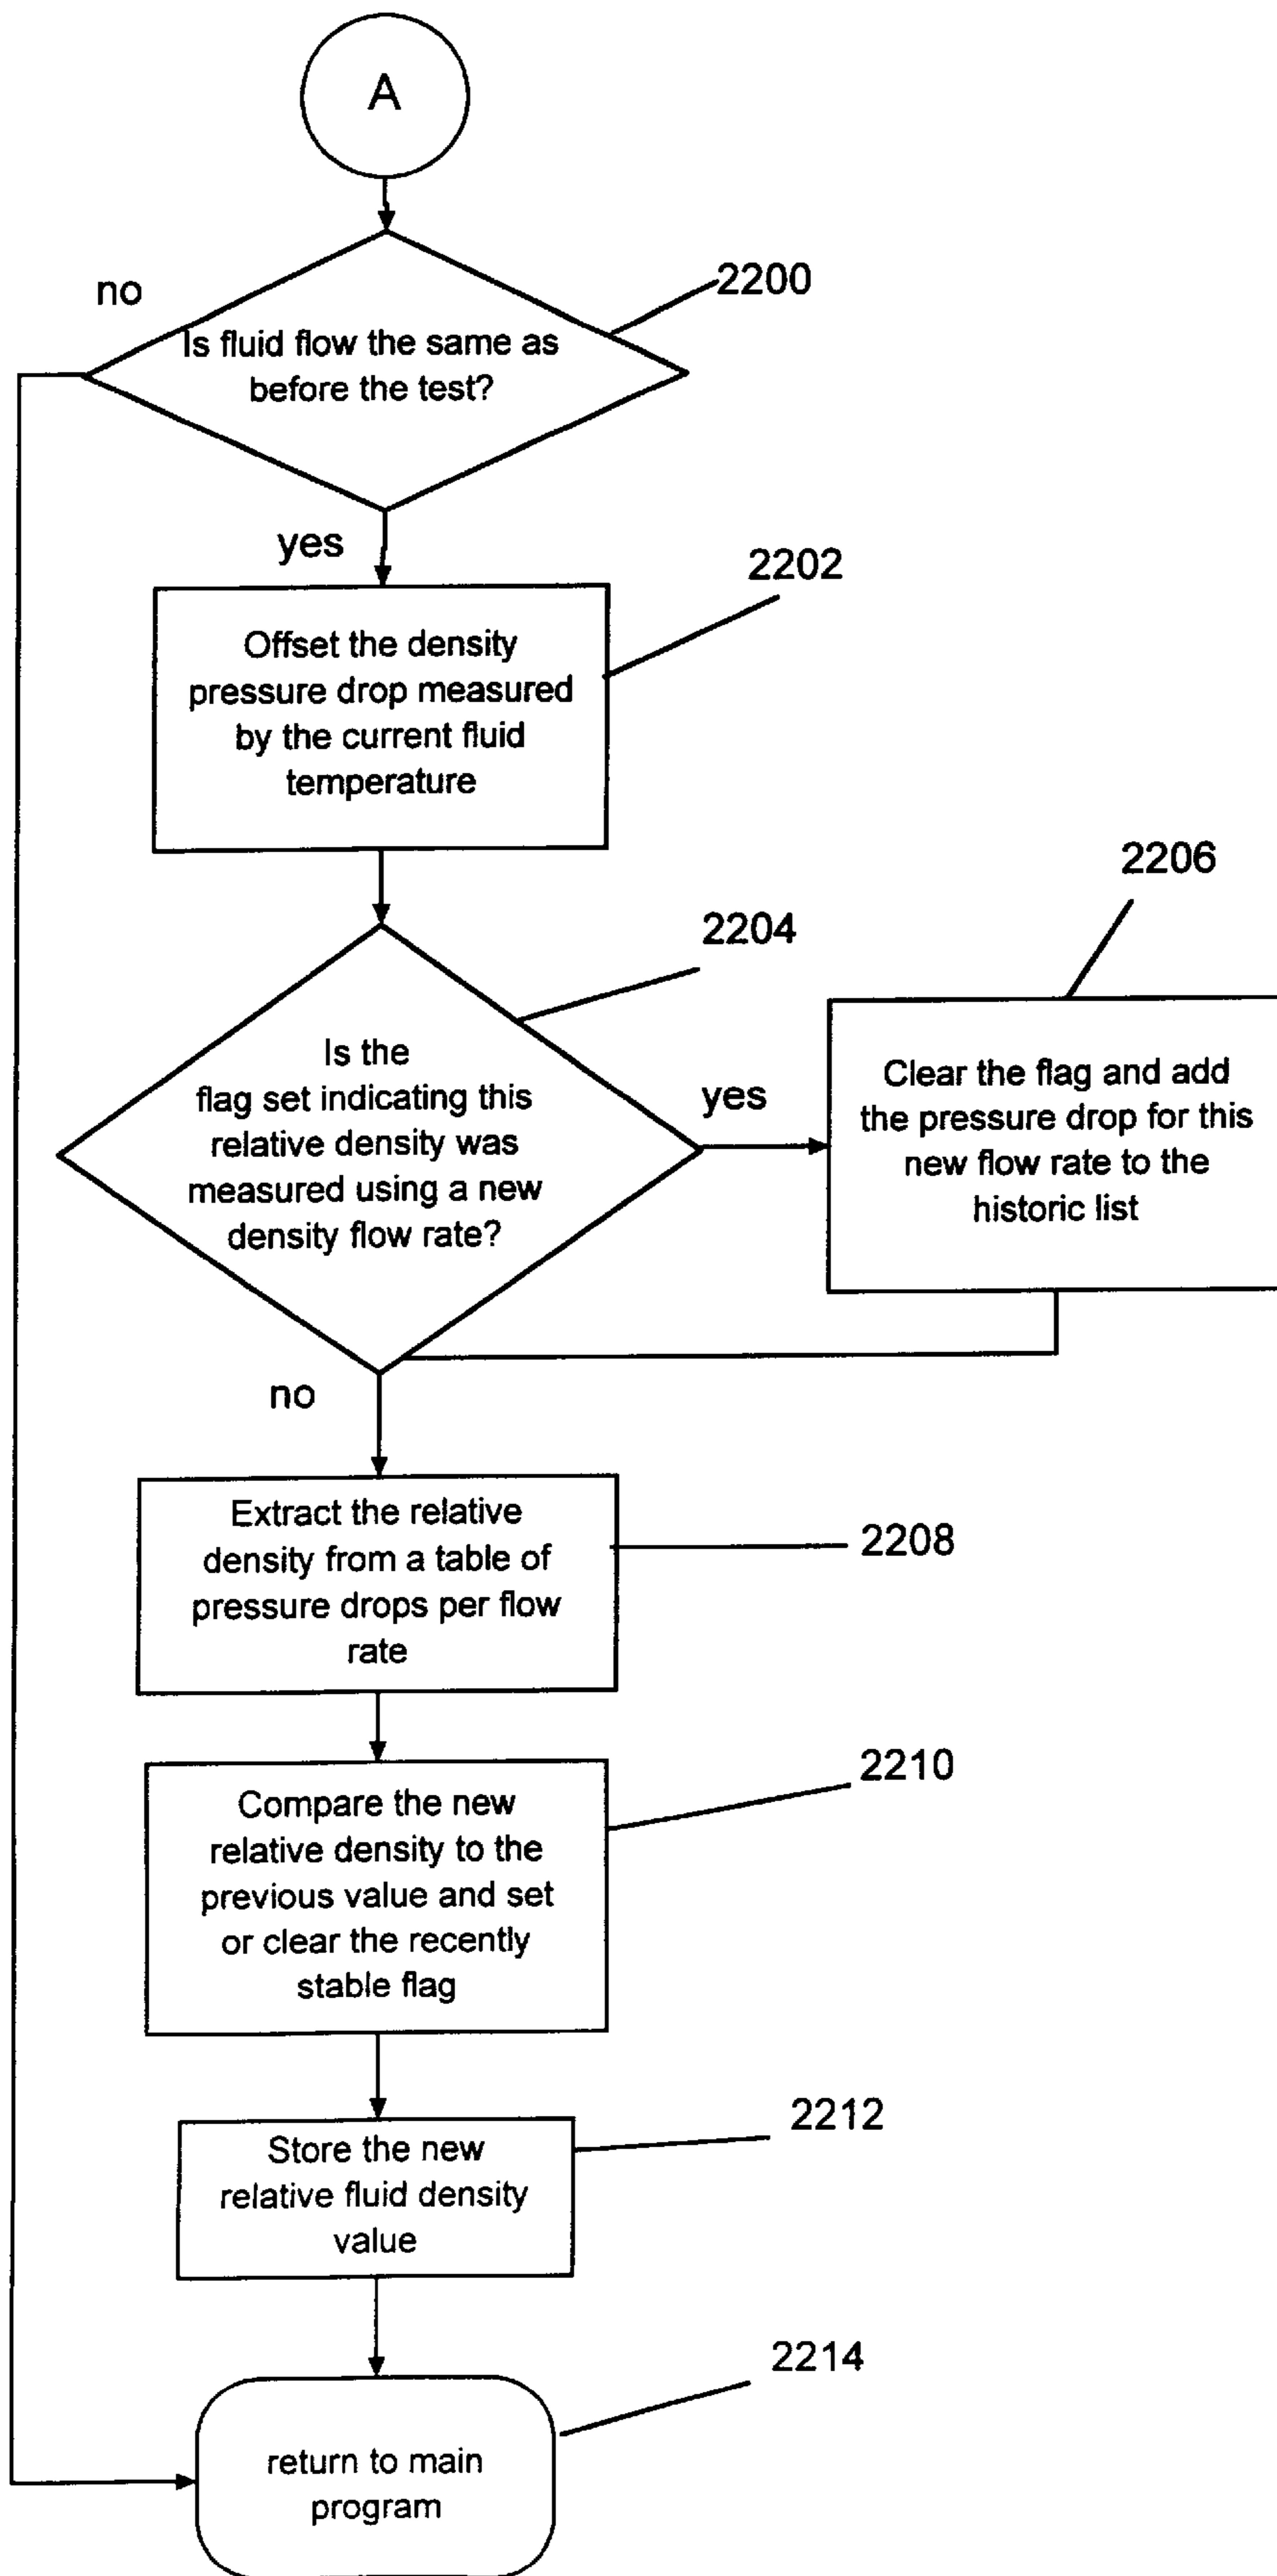 A
no
2200
Is fluid flow the same as
before the test?
yes
2202
Offset the density
pressure drop measured
by the current fluid
temperature
2206
2204
Is the
flag set indicating this
relative density was
measured using a new
density flow rate?
yes
Clear the flag and add
the pressure drop for this
new flow rate to the
historic list
no
Extract the relative
density from a table of
pressure drops per flow
rate
2208
2210
Compare the new
relative density to the
previous value and set
or clear the recently
stable flag
2212
Store the new
relative fluid density
value
2214
return to main
program